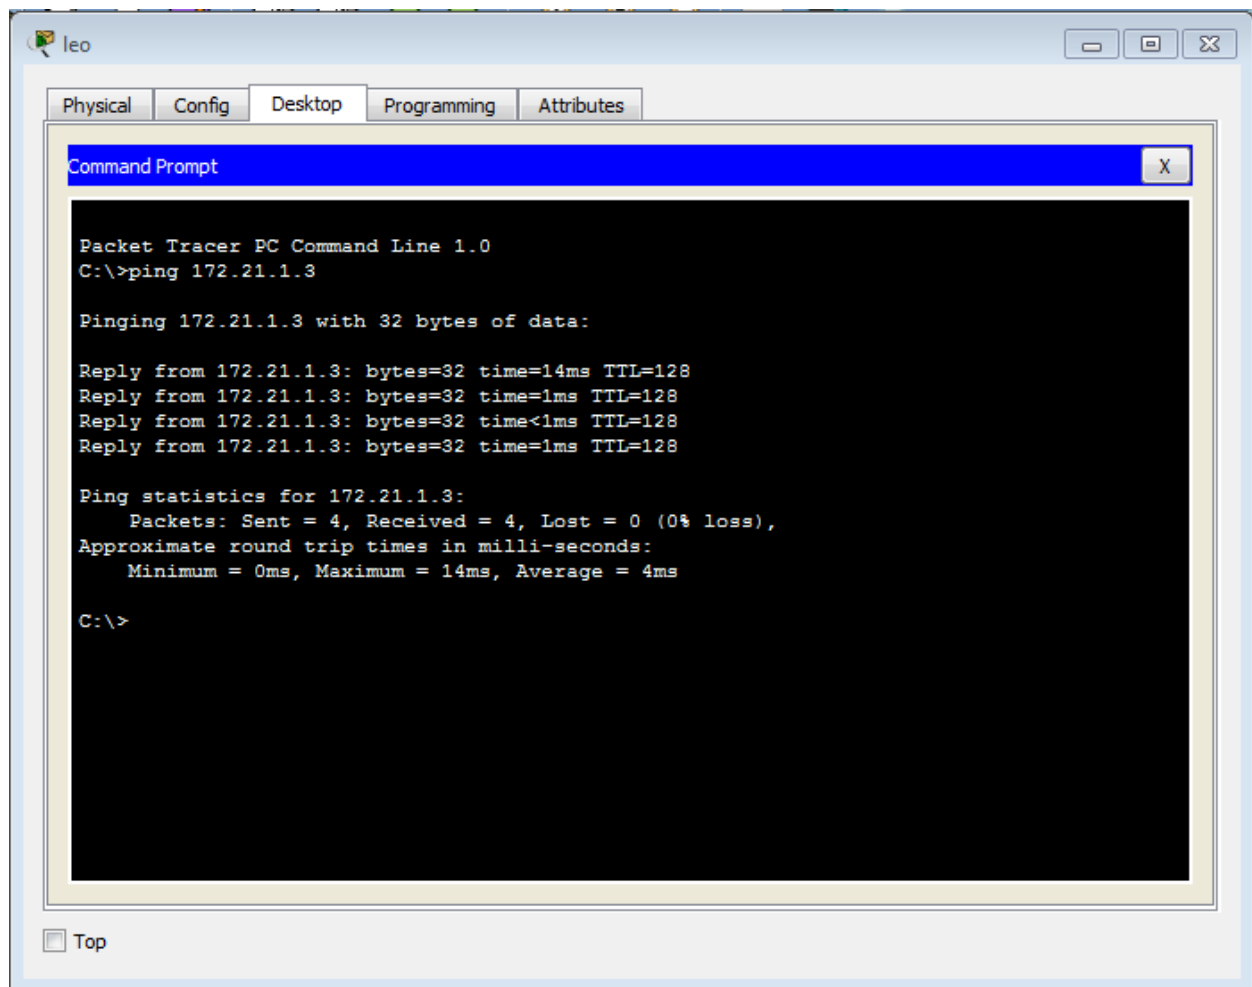 leo
Physical Config Desktop Programming Attributes
Command Prompt X
Packet Tracer PC Command Line 1.0
C:\>ping 172.21.1.3
Pinging 172.21.1.3 with 32 bytes of data:
Reply from 172.21.1.3: bytes=32 time=14ms TTL=128
Reply from 172.21.1.3: bytes=32 time=1ms TTL=128
Reply from 172.21.1.3: bytes=32 time<1ms TTL=128
Reply from 172.21.1.3: bytes=32 time=1ms TTL=128
Ping statistics for 172.21.1.3:
Packets: Sent = 4, Received = 4, Lost = 0 (0% loss),
Approximate round trip times in milli-seconds:
Minimum = 0ms, Maximum = 14ms, Average = 4ms
C:\>
Top